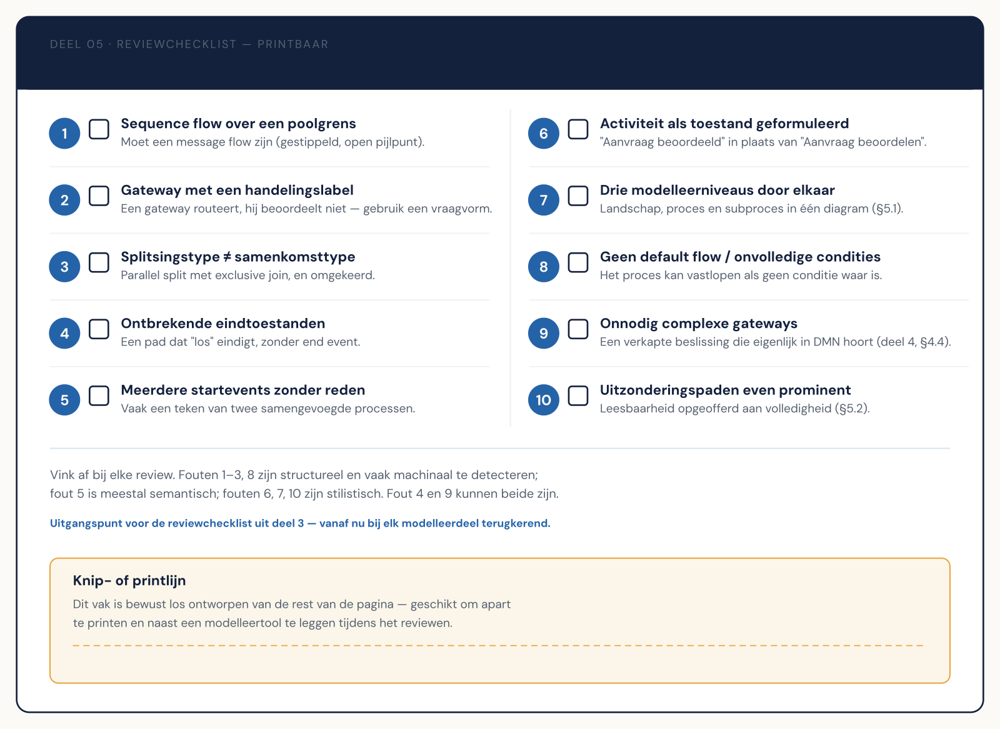 DEEL 05 · REVIEWCHECKLIST — PRINTBAAR
1
Sequence flow over een poolgrens
Moet een message flow zijn (gestippeld, open pijlpunt).
2
Gateway met een handelingslabel
Een gateway routeert, hij beoordeelt niet — gebruik een vraagvorm.
3
Splitsingstype ≠ samenkomsttype
Parallel split met exclusive join, en omgekeerd.
4
Ontbrekende eindtoestanden
Een pad dat "los" eindigt, zonder end event.
5
Meerdere startevents zonder reden
Vaak een teken van twee samengevoegde processen.
6
Activiteit als toestand geformuleerd
"Aanvraag beoordeeld" in plaats van "Aanvraag beoordelen".
7
Drie modelleerniveaus door elkaar
Landschap, proces en subproces in één diagram (§5.1).
8
Geen default flow / onvolledige condities
Het proces kan vastlopen als geen conditie waar is.
9
Onnodig complexe gateways
Een verkapte beslissing die eigenlijk in DMN hoort (deel 4, §4.4).
10
Uitzonderingspaden even prominent
Leesbaarheid opgeofferd aan volledigheid (§5.2).
Vink af bij elke review. Fouten 1–3, 8 zijn structureel en vaak machinaal te detecteren;
fout 5 is meestal semantisch; fouten 6, 7, 10 zijn stilistisch. Fout 4 en 9 kunnen beide zijn.
Uitgangspunt voor de reviewchecklist uit deel 3 — vanaf nu bij elk modelleerdeel terugkerend.
Knip- of printlijn
Dit vak is bewust los ontworpen van de rest van de pagina — geschikt om apart
te printen en naast een modelleertool te leggen tijdens het reviewen.